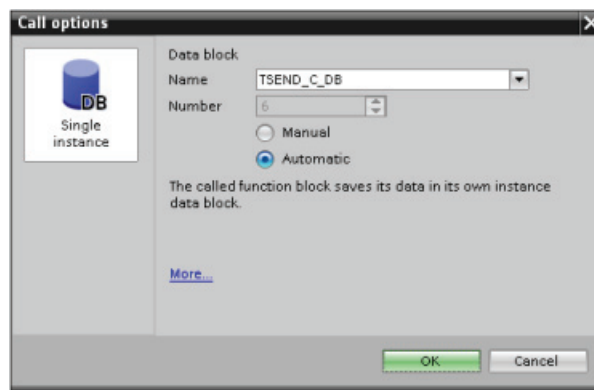 Call options
X
Data block
Name TSEND_C_DB
Number 6
Manual
Automatic
DB
Single
instance
The called function block saves its data in its own instance
data block.
More...
OK Cancel